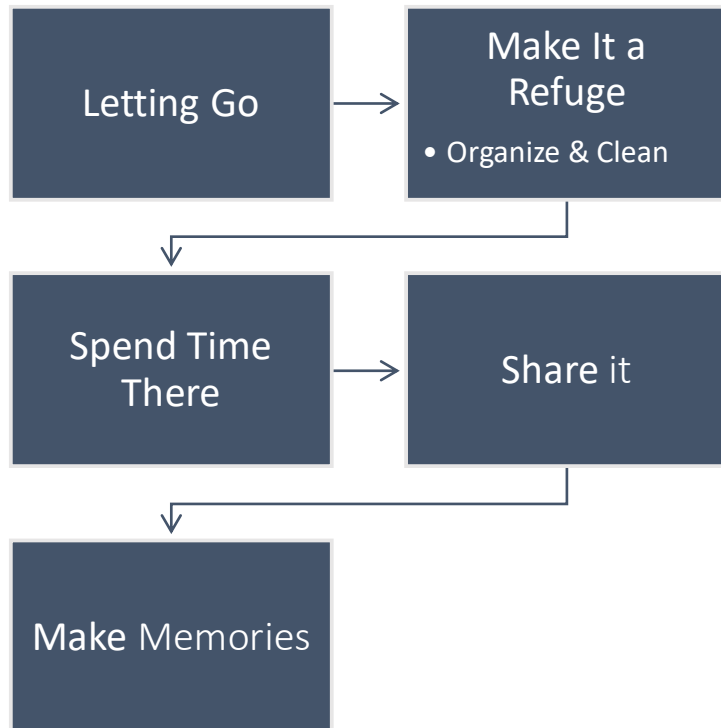 Letting Go
Make It a
Refuge
• Organize & Clean
Spend Time
There
Share it
Make Memories